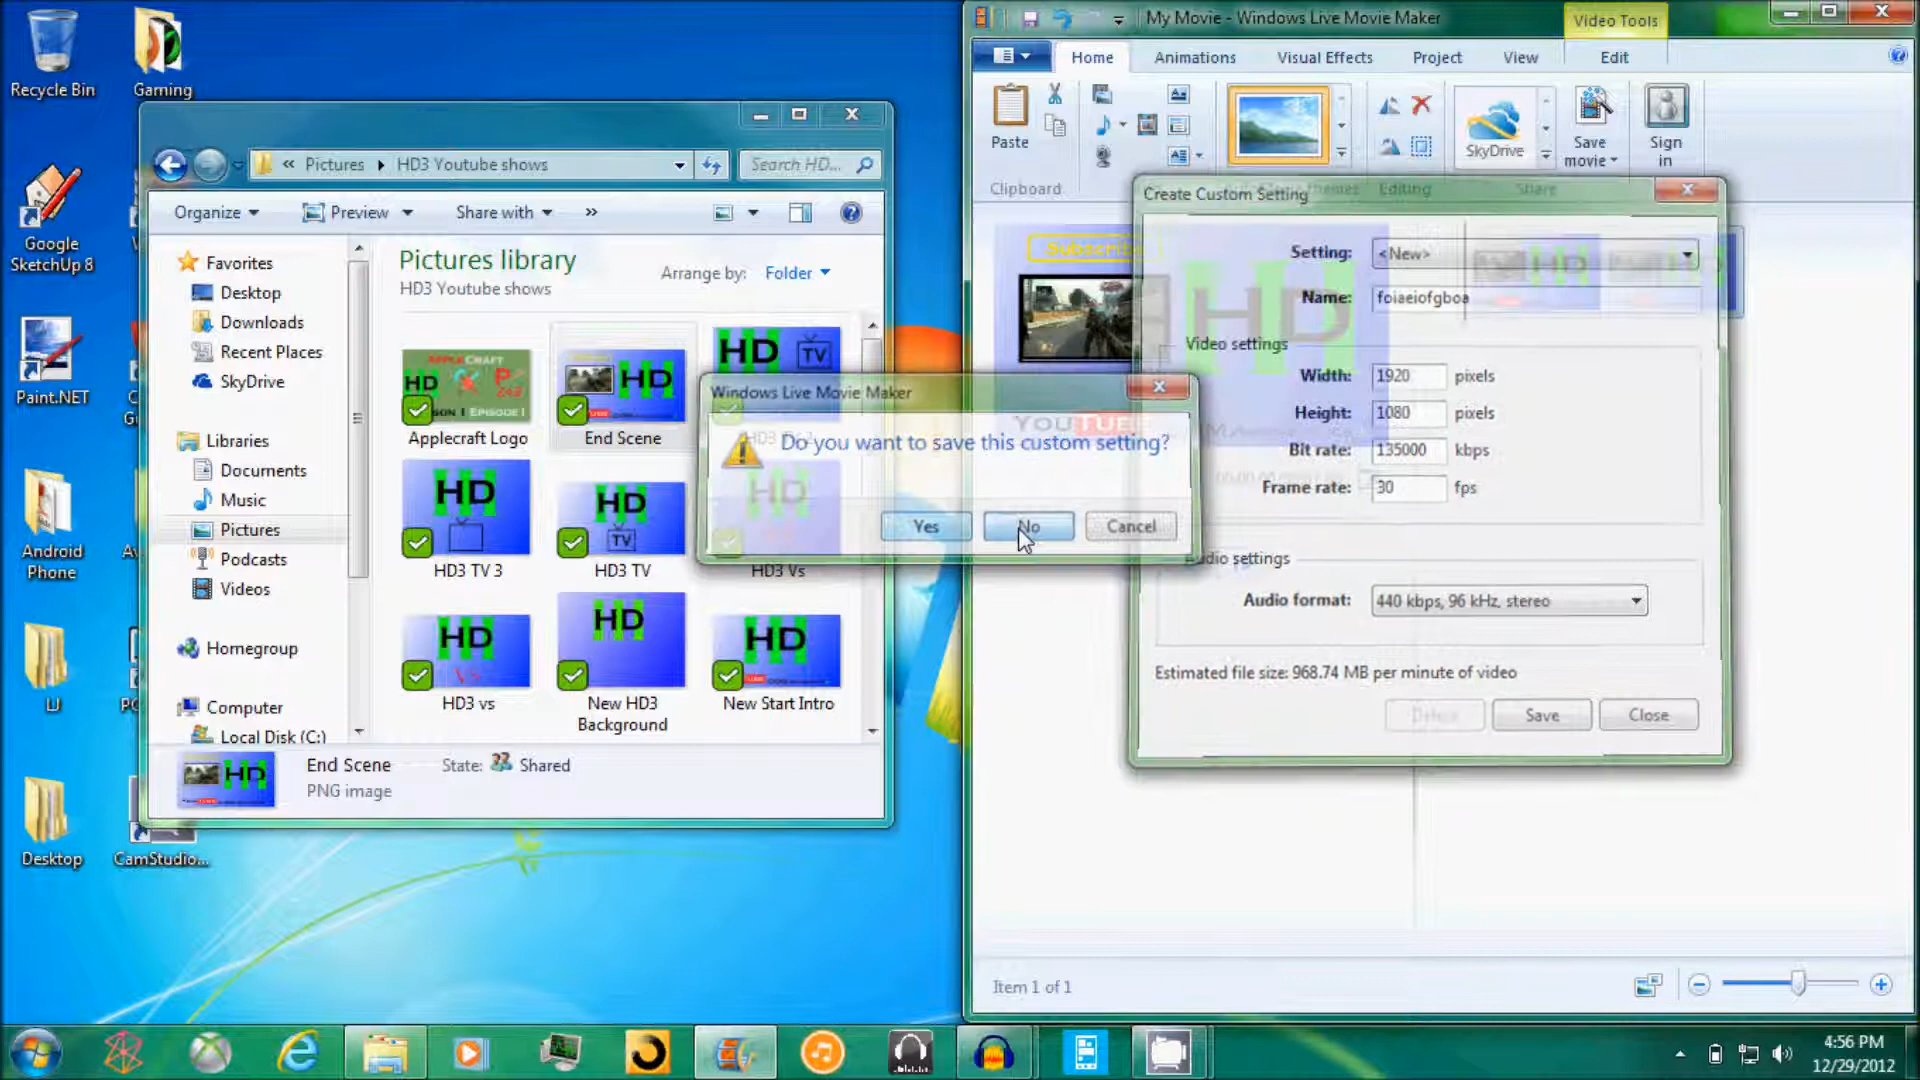 Recycle Bin
Gaming
Google
SketchUp 8
Paint.NET
Android
Phone
LJ
Desktop
CamStudio...
« Pictures ▸ HD3 Youtube shows
Search HD...
Organize
Preview
Share with
»
Favorites
Desktop
Downloads
Recent Places
SkyDrive
Libraries
Documents
Music
Pictures
Podcasts
Videos
Homegroup
Computer
Local Disk (C:)
Pictures library
HD3 Youtube shows
Arrange by: Folder
Applecraft Logo
End Scene
HD3 TV 3
HD3 TV
HD3 Vs
HD3 vs
New HD3
Background
New Start Intro
End Scene
PNG image
State: Shared
My Movie - Windows Live Movie Maker
Video Tools
Home
Animations
Visual Effects
Project
View
Edit
Paste
Clipboard
Editing
SkyDrive
Share
Save
movie
Sign
in
Create Custom Setting
Setting: <New>
Name: foiaeiofgboa
Video settings
Width: 1920 pixels
Height: 1080 pixels
Bit rate: 135000 kbps
Frame rate: 30 fps
Audio settings
Audio format: 440 kbps, 96 kHz, stereo
Estimated file size: 968.74 MB per minute of video
Save
Close
Windows Live Movie Maker
Do you want to save this custom setting?
Yes
No
Cancel
Item 1 of 1
4:56 PM
12/29/2012